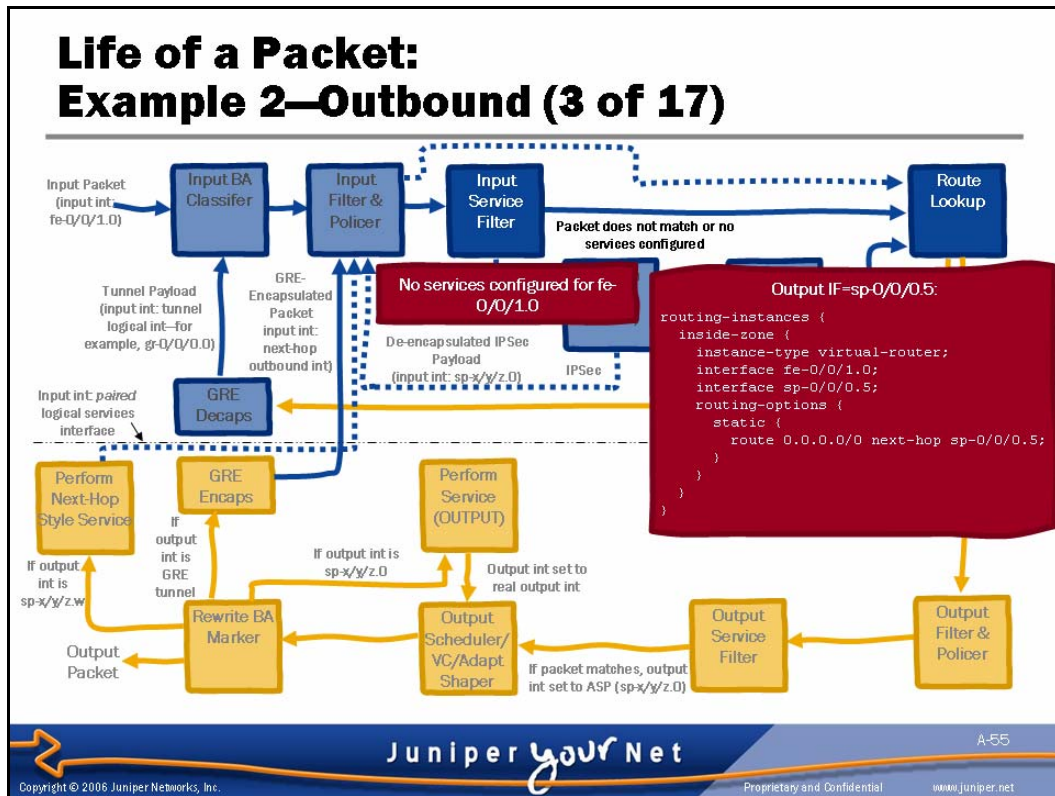 Life of a Packet:
Example 2—Outbound (3 of 17)
Input Packet
(input int:
fe-0/0/1.0)
Input BA
Classifer
Input
Filter &
Policer
Input
Service
Filter
Route
Lookup
Packet does not match or no
services configured
Tunnel Payload
(input int: tunnel
logical int—for
example, gr-0/0/0.0)
GRE-
Encapsulated
Packet
input int:
next-hop
outbound int)
No services configured for fe-
0/0/1.0
De-encapsulated IPSec
Payload
(input int: sp-x/y/z.0)
IPSec
Output IF=sp-0/0/0.5:
routing-instances {
inside-zone {
instance-type virtual-router;
interface fe-0/0/1.0;
interface sp-0/0/0.5;
routing-options {
static {
route 0.0.0.0/0 next-hop sp-0/0/0.5;
}
}
}
}
GRE
Decaps
Input int: paired
logical services
interface
Perform
Next-Hop
Style Service
GRE
Encaps
Perform
Service
(OUTPUT)
If output
int is
sp-x/y/z.w
If
output
int is
GRE
tunnel
If output int is
sp-x/y/z.0
Output int set to
real output int
Rewrite BA
Marker
Output
Scheduler/
VC/Adapt
Shaper
Output
Service
Filter
Output
Filter &
Policer
Output
Packet
If packet matches, output
int set to ASP (sp-x/y/z.0)
Juniper your Net
A-55
Copyright © 2006 Juniper Networks, Inc.
Proprietary and Confidential
www.juniper.net